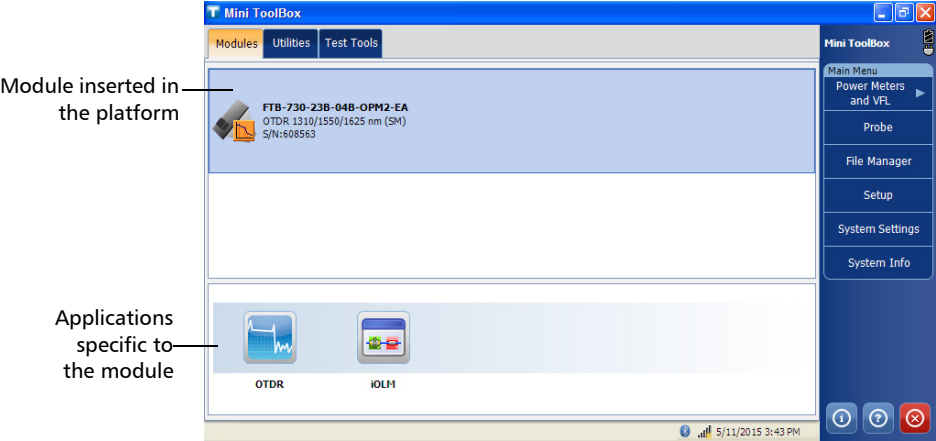 Mini ToolBox
Modules
Utilities
Test Tools
Module inserted in
the platform
FTB-730-23B-04B-OPM2-EA
OTDR 1310/1550/1625 nm (SM)
S/N:608563
Applications
specific to
the module
OTDR
iOLM
5/11/2015 3:43 PM
Mini ToolBox
Main Menu
Power Meters
and VFL
Probe
File Manager
Setup
System Settings
System Info